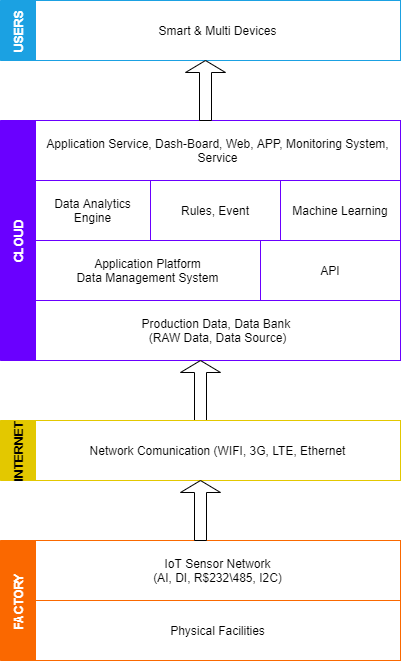 USERS
Smart & Multi Devices
CLOUD
Application Service, Dash-Board, Web, APP, Monitoring System,
Service
Data Analytics
Engine
Rules, Event
Machine Learning
Application Platform
Data Management System
API
Production Data, Data Bank
(RAW Data, Data Source)
INTERNET
Network Comunication (WIFI, 3G, LTE, Ethernet
FACTORY
IoT Sensor Network
(AI, DI, R$232\485, I2C)
Physical Facilities